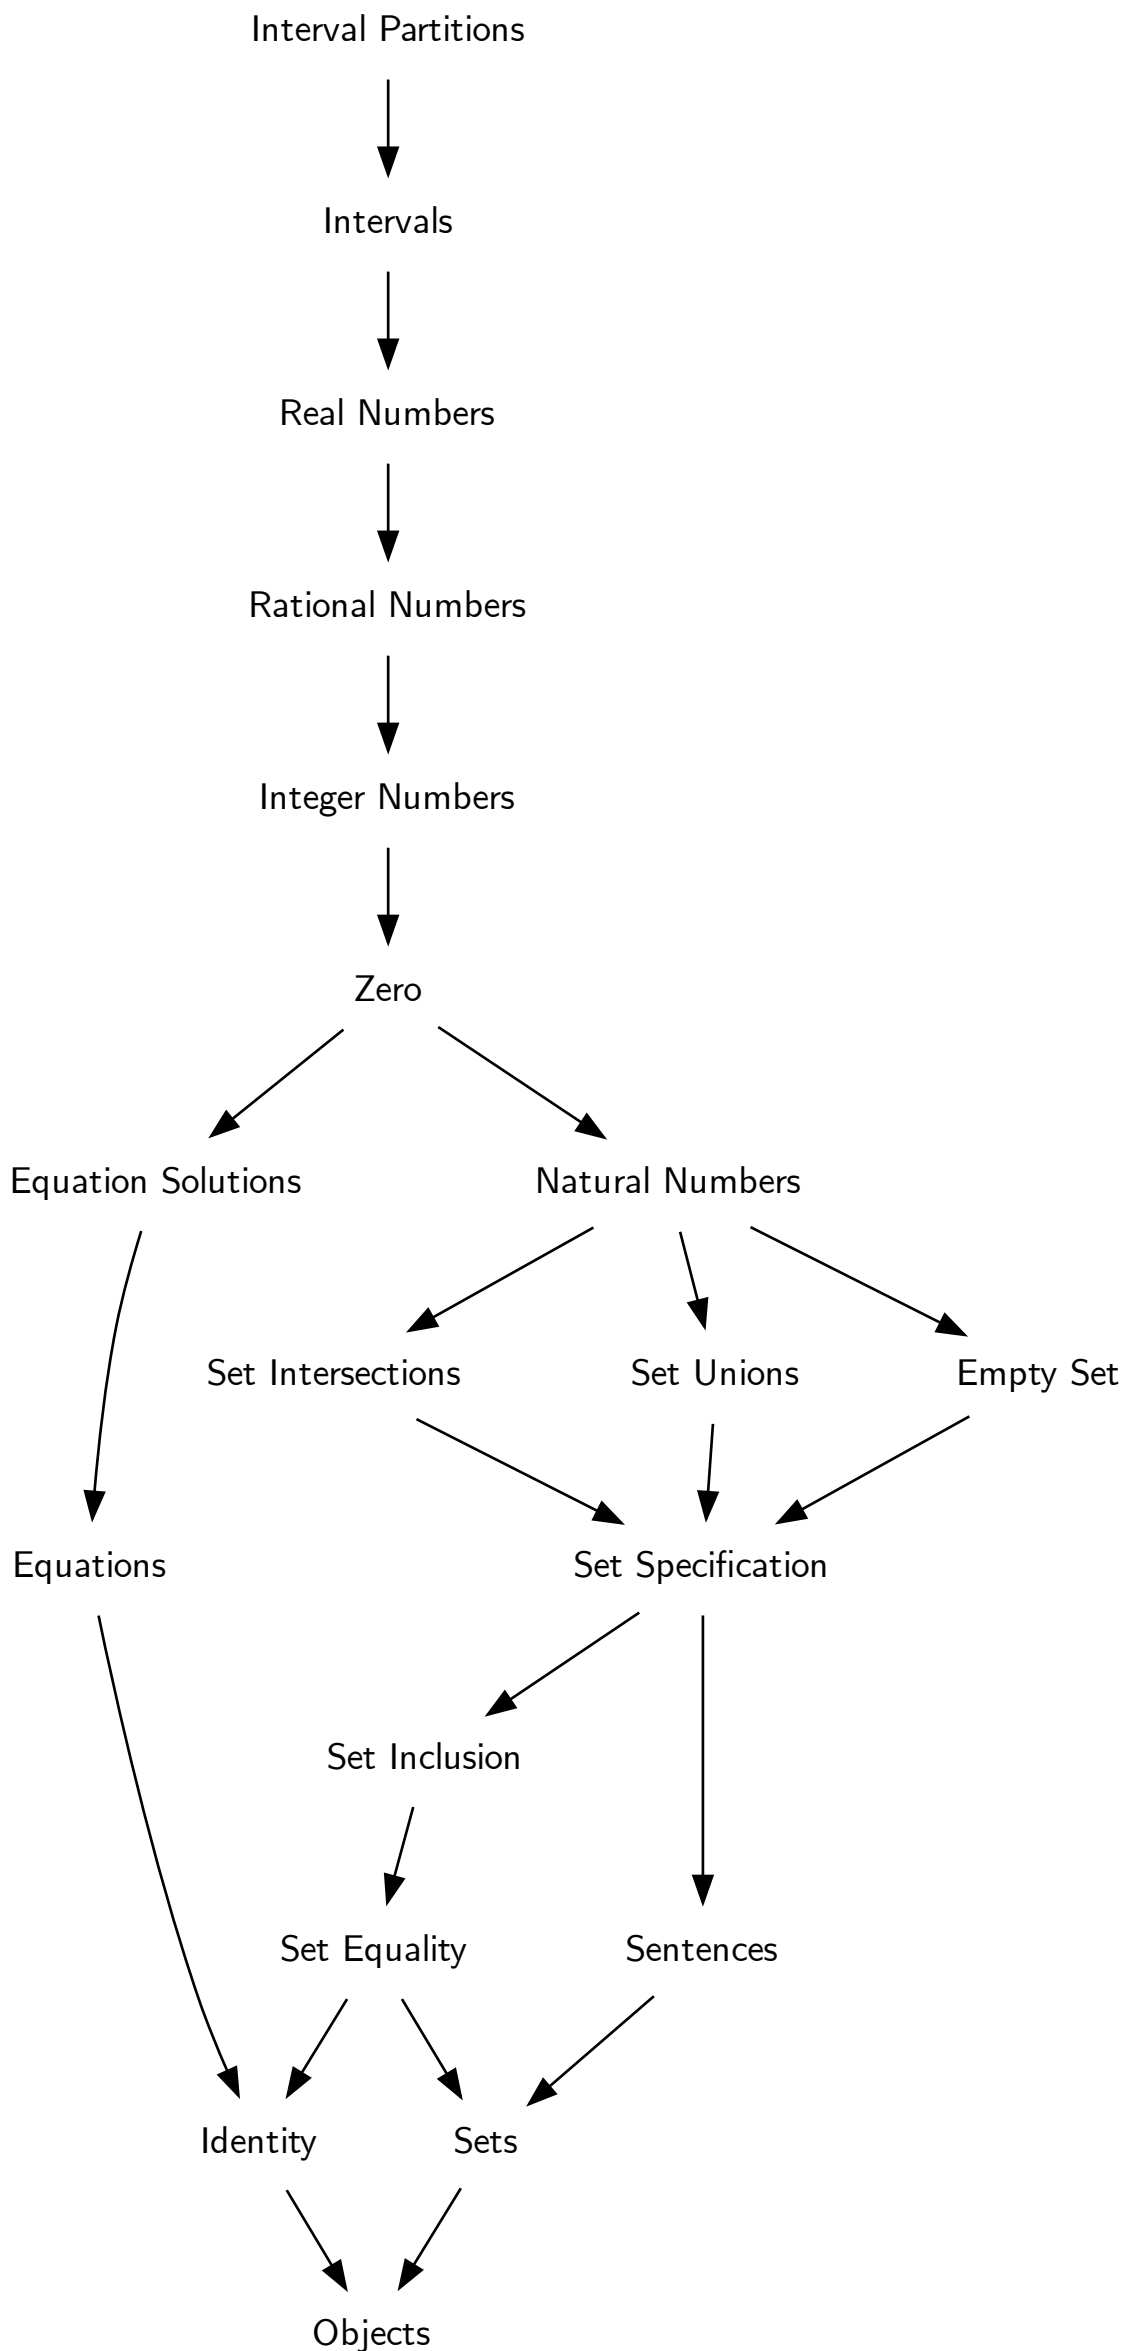 Interval Partitions
Intervals
Real Numbers
Rational Numbers
Integer Numbers
Zero
Equation Solutions
Natural Numbers
Set Intersections
Set Unions
Empty Set
Equations
Set Specification
Set Inclusion
Set Equality
Sentences
Identity
Sets
Objects